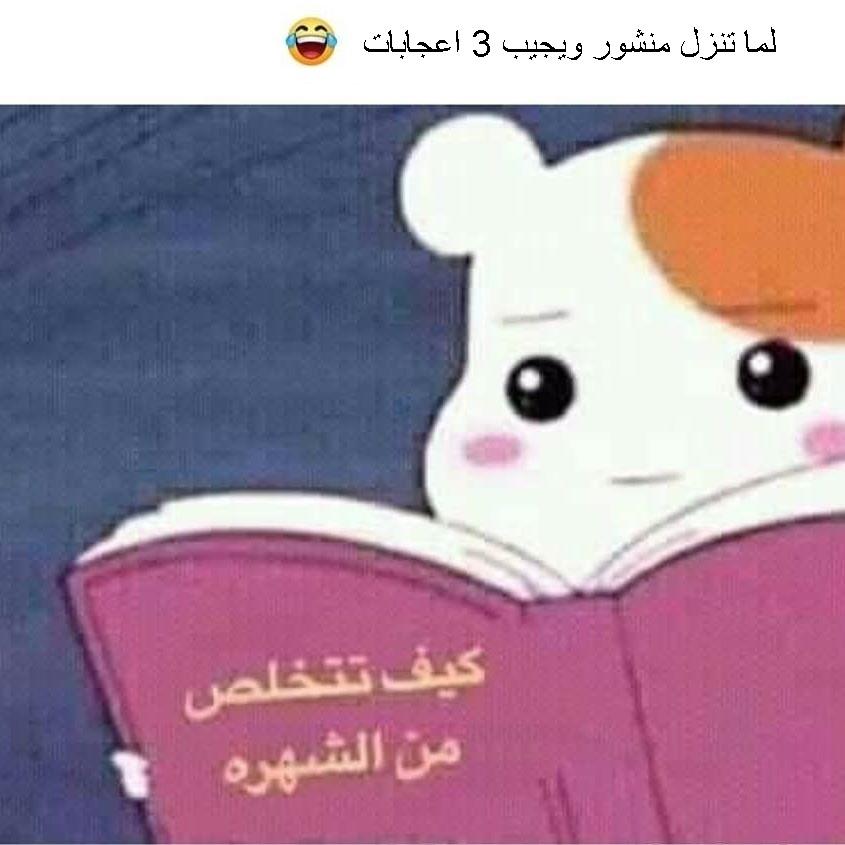 لما تنزل منشور ويجيب 3 اعجابات 😂
كيف تتخلص
من الشهره